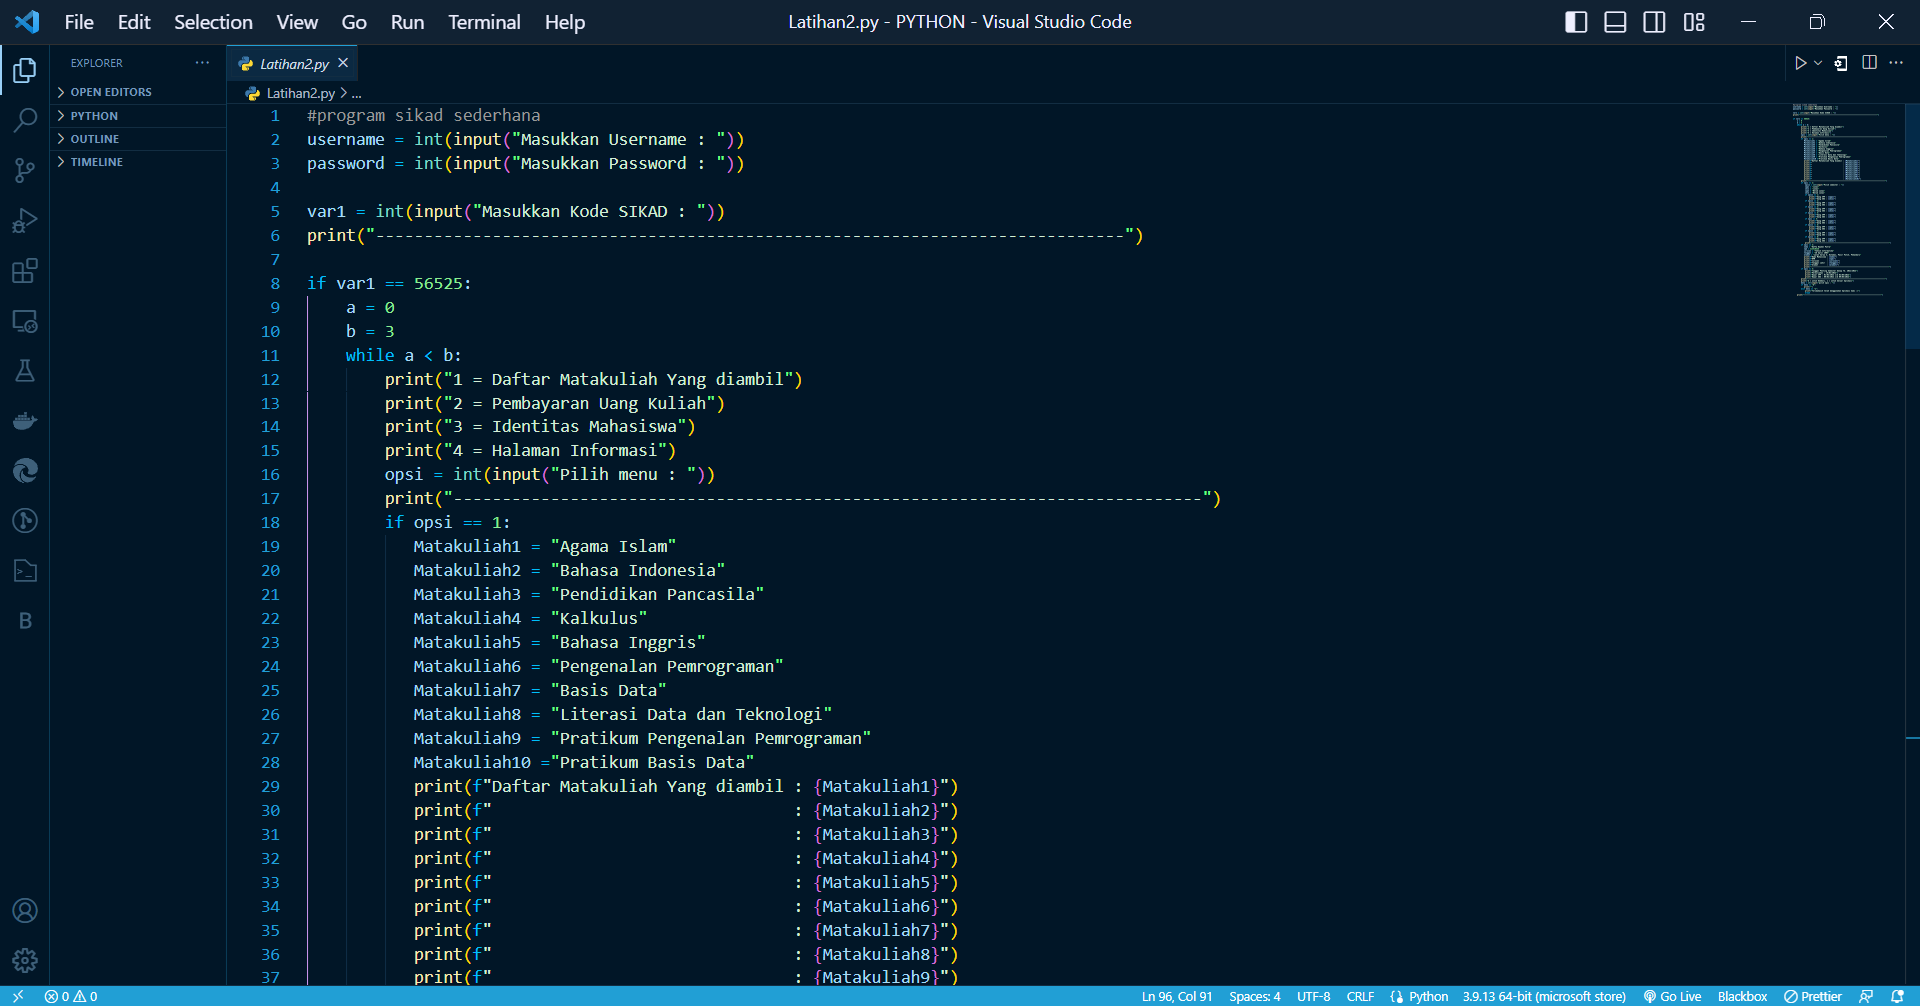 File Edit Selection View Go Run Terminal Help
Latihan2.py - PYTHON - Visual Studio Code
EXPLORER
OPEN EDITORS
PYTHON
OUTLINE
TIMELINE
Latihan2.py
Latihan2.py > ...
1 #program sikad sederhana
2 username = int(input("Masukkan Username : "))
3 password = int(input("Masukkan Password : "))
4
5 var1 = int(input("Masukkan Kode SIKAD : "))
6 print("-----------------------------------------------------------------------------")
7
8 if var1 == 56525:
9     a = 0
10     b = 3
11     while a < b:
12         print("1 = Daftar Matakuliah Yang diambil")
13         print("2 = Pembayaran Uang Kuliah")
14         print("3 = Identitas Mahasiswa")
15         print("4 = Halaman Informasi")
16         opsi = int(input("Pilih menu : "))
17         print("-----------------------------------------------------------------------------")
18         if opsi == 1:
19            Matakuliah1 = "Agama Islam"
20            Matakuliah2 = "Bahasa Indonesia"
21            Matakuliah3 = "Pendidikan Pancasila"
22            Matakuliah4 = "Kalkulus"
23            Matakuliah5 = "Bahasa Inggris"
24            Matakuliah6 = "Pengenalan Pemrograman"
25            Matakuliah7 = "Basis Data"
26            Matakuliah8 = "Literasi Data dan Teknologi"
27            Matakuliah9 = "Pratikum Pengenalan Pemrograman"
28            Matakuliah10 ="Pratikum Basis Data"
29            print(f"Daftar Matakuliah Yang diambil : {Matakuliah1}")
30            print(f"                               : {Matakuliah2}")
31            print(f"                               : {Matakuliah3}")
32            print(f"                               : {Matakuliah4}")
33            print(f"                               : {Matakuliah5}")
34            print(f"                               : {Matakuliah6}")
35            print(f"                               : {Matakuliah7}")
36            print(f"                               : {Matakuliah8}")
37            print(f"                               : {Matakuliah9}")
B
0 0 Ln 96, Col 91 Spaces: 4 UTF-8 CRLF Python 3.9.13 64-bit (microsoft store) Go Live Blackbox Prettier